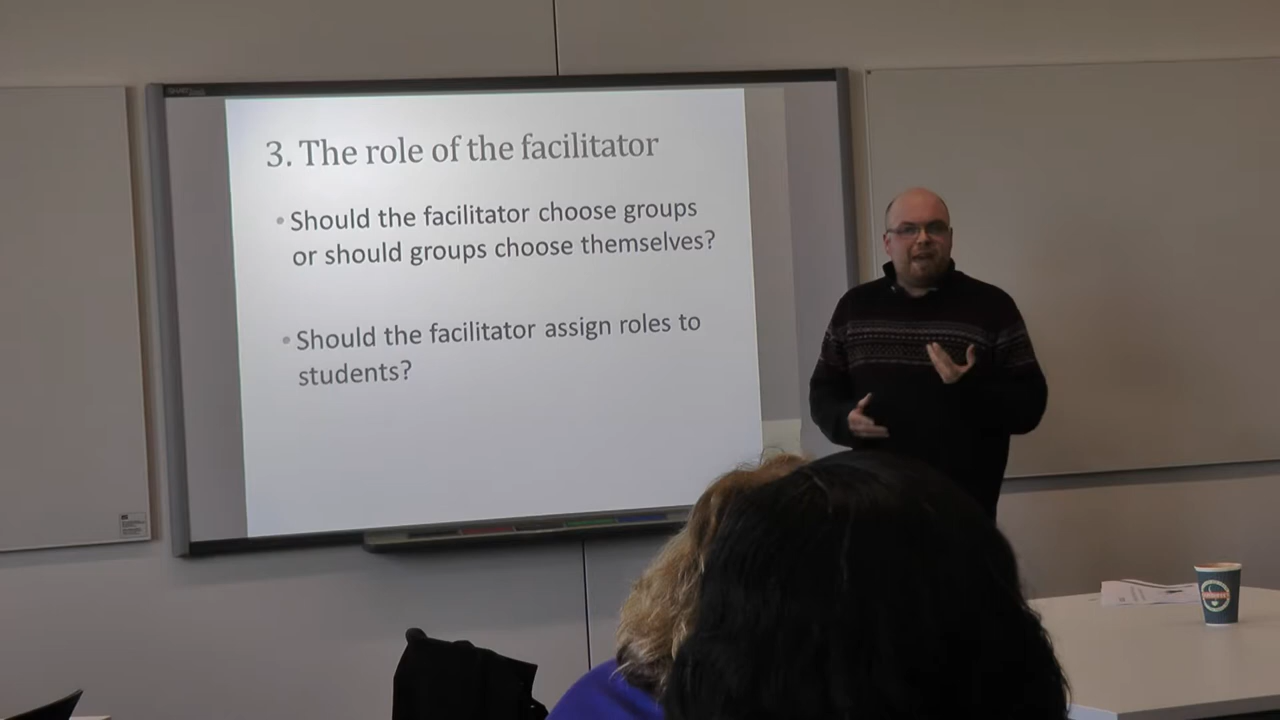 3. The role of the facilitator
• Should the facilitator choose groups
or should groups choose themselves?
• Should the facilitator assign roles to
students?